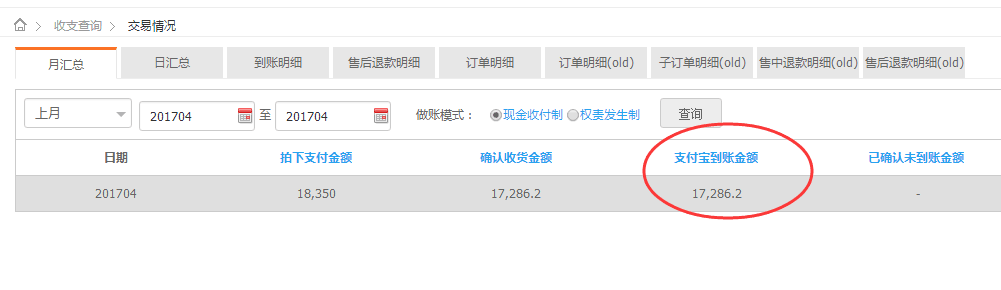 收支查询 交易情况
月汇总 日汇总 到账明细 售后退款明细 订单明细 订单明细(old) 子订单明细(old) 售中退款明细(old) 售后退款明细(old)
上月 201704 至 201704 做账模式： 现金收付制 权责发生制 查询
日期 拍下支付金额 确认收货金额 支付宝到账金额 已确认未到账金额
201704 18,350 17,286.2 17,286.2 -